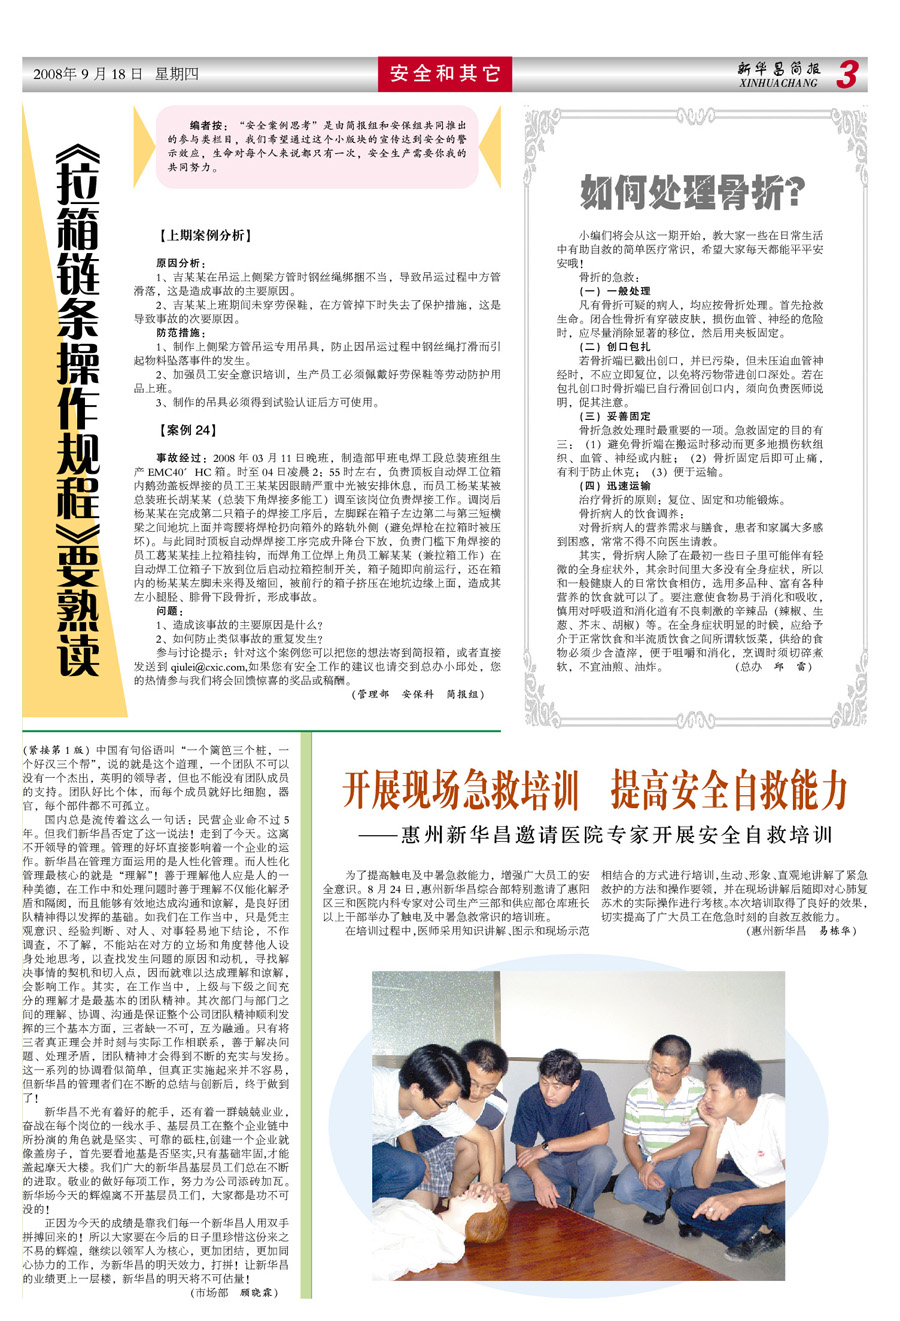 2008年 9 月 18 日 星期四
安全和其它
新华昌简报
XINHUACHANG
3
《拉箱链条操作规程》要熟读
编者按：“安全案例思考”是由简报组和安保组共同推出
的参与类栏目，我们希望通过这个小版块的宣传达到安全的警
示效应，生命对每个人来说都只有一次，安全生产需要你我的
共同努力。
【上期案例分析】
原因分析：
1、吉某某在吊运上侧梁方管时钢丝绳绑捆不当，导致吊运过程中方管
滑落，这是造成事故的主要原因。
2、吉某某上班期间未穿劳保鞋，在方管掉下时失去了保护措施，这是
导致事故的次要原因。
防范措施：
1、制作上侧梁方管吊运专用吊具，防止因吊运过程中钢丝绳打滑而引
起物料坠落事件的发生。
2、加强员工安全意识培训，生产员工必须佩戴好劳保鞋等劳动防护用
品上班。
3、制作的吊具必须得到试验认证后方可使用。
【案例 24】
事故经过：2008 年 03 月 11 日晚班，制造部甲班电焊工段总装班组生
产 EMC40′ HC 箱。时至 04 日凌晨 2：55 时左右，负责顶板自动焊工位箱
内鹅劲盖板焊接的员工王某某因眼睛严重中光被安排休息，而员工杨某某被
总装班长胡某某（总装下角焊接多能工）调至该岗位负责焊接工作。调岗后
杨某某在完成第二只箱子的焊接工序后，左脚踩在箱子左边第二与第三短横
梁之间地坑上面并弯腰将焊枪扔向箱外的路轨外侧（避免焊枪在拉箱时被压
坏）。与此同时顶板自动焊焊接工序完成升降台下放，负责门槛下角焊接的
员工葛某某挂上拉箱挂钩，而焊角工位焊上角员工解某某（兼拉箱工作）在
自动焊工位箱子下放到位后启动拉箱控制开关，箱子随即向前运行，还在箱
内的杨某某左脚未来得及缩回，被前行的箱子挤压在地坑边缘上面，造成其
左小腿胫、腓骨下段骨折，形成事故。
问题：
1、造成该事故的主要原因是什么？
2、如何防止类似事故的重复发生？
参与讨论提示：针对这个案例您可以把您的想法寄到简报箱，或者直接
发送到 qiulei@cxic.com,如果您有安全工作的建议也请交到总办小邱处，您
的热情参与我们将会回馈惊喜的奖品或稿酬。
（管理部 安保科 简报组）
如何处理骨折？
小编们将会从这一期开始，教大家一些在日常生活
中有助自救的简单医疗常识，希望大家每天都能平平安
安哦！
骨折的急救：
（一）一般处理
凡有骨折可疑的病人，均应按骨折处理。首先抢救
生命。闭合性骨折有穿破皮肤，损伤血管、神经的危险
时，应尽量消除显著的移位，然后用夹板固定。
（二）创口包扎
若骨折端已戳出创口，并已污染，但未压迫血管神
经时，不应立即复位，以免将污物带进创口深处。若在
包扎创口时骨折端已自行滑回创口内，须向负责医师说
明，促其注意。
（三）妥善固定
骨折急救处理时最重要的一项。急救固定的目的有
三：（1）避免骨折端在搬运时移动而更多地损伤软组
织、血管、神经或内脏；（2）骨折固定后即可止痛，
有利于防止休克；（3）便于运输。
（四）迅速运输
治疗骨折的原则：复位、固定和功能锻炼。
骨折病人的饮食调养：
对骨折病人的营养需求与膳食，患者和家属大多感
到困惑，常常不得不向医生请教。
其实，骨折病人除了在最初一些日子里可能伴有轻
微的全身症状外，其余时间里大多没有全身症状，所以
和一般健康人的日常饮食相仿，选用多品种、富有各种
营养的饮食就可以了。要注意使食物易于消化和吸收，
慎用对呼吸道和消化道有不良刺激的辛辣品（辣椒、生
葱、芥末、胡椒）等。在全身症状明显的时候，应给予
介于正常饮食和半流质饮食之间所谓软饭菜，供给的食
物必须少含渣滓，便于咀嚼和消化，烹调时须切碎煮
软，不宜油煎、油炸。 （总办 邱 雷）
（紧接第 1 版）中国有句俗语叫“一个篱笆三个桩，一
个好汉三个帮”，说的就是这个道理，一个团队不可以
没有一个杰出，英明的领导者，但也不能没有团队成员
的支持。团队好比个体，而每个成员就好比细胞，器
官，每个部件都不可孤立。
国内总是流传着这么一句话；民营企业命不过 5
年。但我们新华昌否定了这一说法！走到了今天。这离
不开领导的管理。管理的好坏直接影响着一个企业的运
作。新华昌在管理方面运用的是人性化管理。而人性化
管理最核心的就是“理解”！善于理解他人应是人的一
种美德，在工作中和处理问题时善于理解不仅能化解矛
盾和隔阂，而且能够有效地达成沟通和谅解，是良好团
队精神得以发挥的基础。如我们在工作当中，只是凭主
观意识、经验判断、对人、对事轻易地下结论，不作
调查，不了解，不能站在对方的立场和角度替他人设
身处地思考，以查找发生问题的原因和动机，寻找解
决事情的契机和切入点，因而就难以达成理解和谅解，
会影响工作。其实，在工作当中，上级与下级之间充
分的理解才是最基本的团队精神。其次部门与部门之
间的理解、协调、沟通是保证整个公司团队精神顺利发
挥的三个基本方面，三者缺一不可，互为融通。只有将
三者真正理会并时刻与实际工作相联系，善于解决问
题、处理矛盾，团队精神才会得到不断的充实与发扬。
这一系列的协调看似简单，但真正实施起来并不容易，
但新华昌的管理者们在不断的总结与创新后，终于做到
了！
新华昌不光有着好的舵手，还有着一群兢兢业业，
奋战在每个岗位的一线水手、基层员工在整个企业链中
所扮演的角色就是坚实、可靠的砥柱,创建一个企业就
像盖房子，首先要看地基是否坚实,只有基础牢固,才能
盖起摩天大楼。我们广大的新华昌基层员工们总在不断
的进取。敬业的做好每项工作，努力为公司添砖加瓦。
新华场今天的辉煌离不开基层员工们，大家都是功不可
没的！
正因为今天的成绩是靠我们每一个新华昌人用双手
拼搏回来的！所以大家要在今后的日子里珍惜这份来之
不易的辉煌，继续以领军人为核心，更加团结，更加同
心协力的工作，为新华昌的明天效力，打拼！让新华昌
的业绩更上一层楼，新华昌的明天将不可估量！
（市场部 顾晓霖）
开展现场急救培训 提高安全自救能力
——惠州新华昌邀请医院专家开展安全自救培训
为了提高触电及中暑急救能力，增强广大员工的安
全意识。8 月 24 日,惠州新华昌综合部特别邀请了惠阳
区三和医院内科专家对公司生产三部和供应部仓库班长
以上干部举办了触电及中暑急救常识的培训班。
在培训过程中,医师采用知识讲解、图示和现场示范
相结合的方式进行培训,生动、形象、直观地讲解了紧急
救护的方法和操作要领，并在现场讲解后随即对心肺复
苏术的实际操作进行考核。本次培训取得了良好的效果，
切实提高了广大员工在危急时刻的自救互救能力。
（惠州新华昌 易栋华）